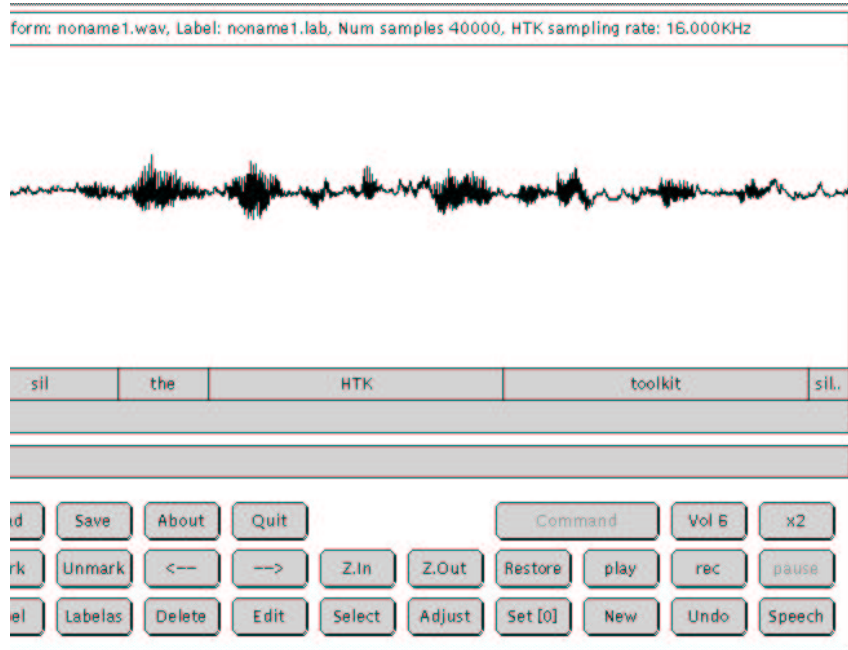 form: noname1.wav, Label: noname1.lab, Num samples 40000, HTK sampling rate: 16.000KHz
sil the HTK toolkit sil..
d Save About Quit Command Vol 6 x2
rk Unmark <-- --> Z.In Z.Out Restore play rec pause
el Labelas Delete Edit Select Adjust Set [0] New Undo Speech